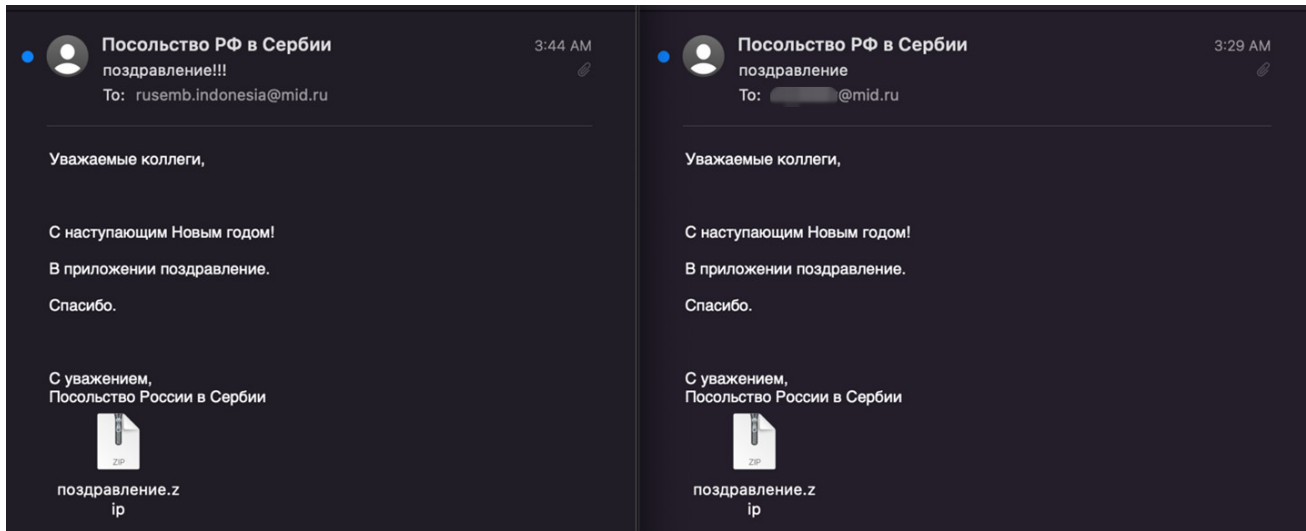 Посольство РФ в Сербии
3:44 AM
поздравление!!!
To: rusemb.indonesia@mid.ru
Уважаемые коллеги,
С наступающим Новым годом!
В приложении поздравление.
Спасибо.
С уважением,
Посольство России в Сербии
ZIP
поздравление.z
ip
Посольство РФ в Сербии
3:29 AM
поздравление
To: @mid.ru
Уважаемые коллеги,
С наступающим Новым годом!
В приложении поздравление.
Спасибо.
С уважением,
Посольство России в Сербии
ZIP
поздравление.z
ip